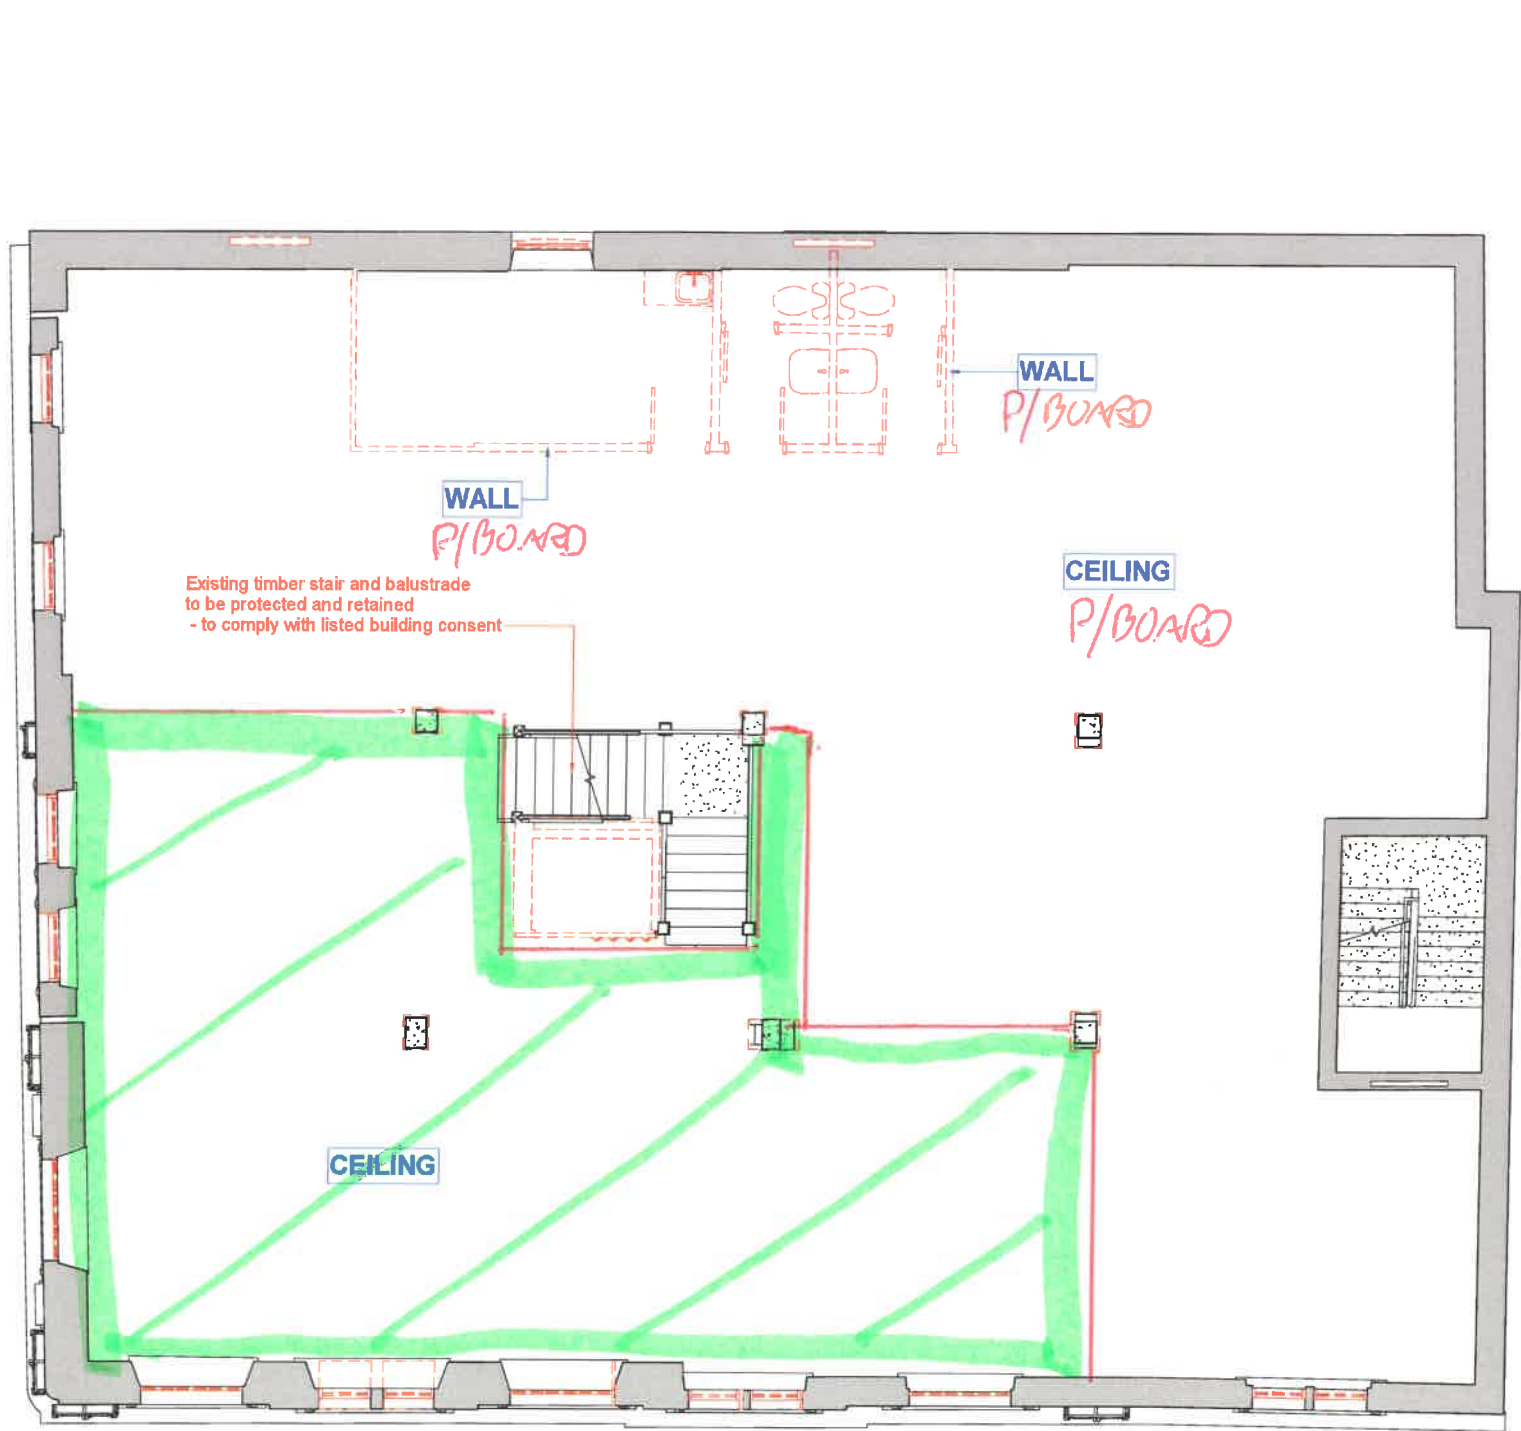 WALL
P/BOARD
WALL
P/BOARD
CEILING
P/BOARD
Existing timber stair and balustrade
to be protected and retained
- to comply with listed building consent
CEILING